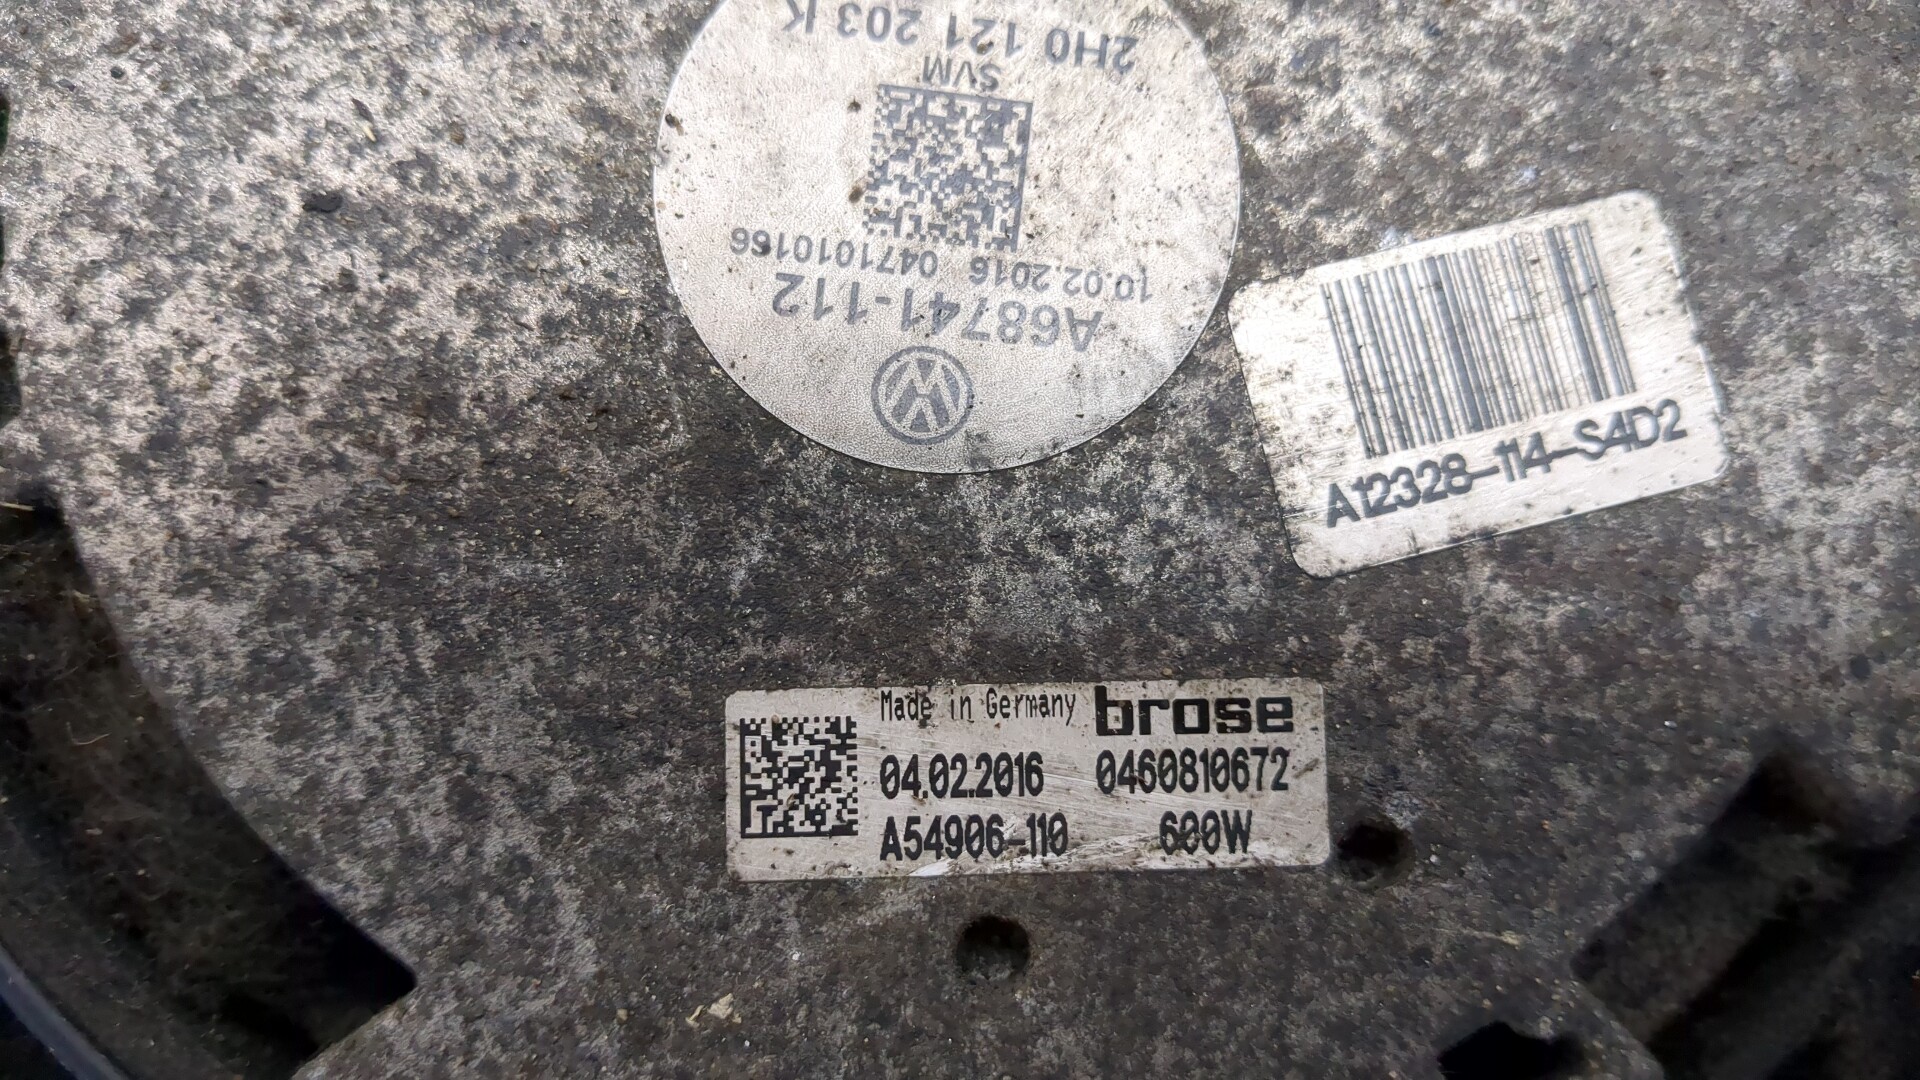 2H0 121 203 K
SVM
10.02.2016 0471010166
A68741-112
A12328-114-S4D2
Made in Germany brose
04.02.2016 0460810672
A54906-110 600W